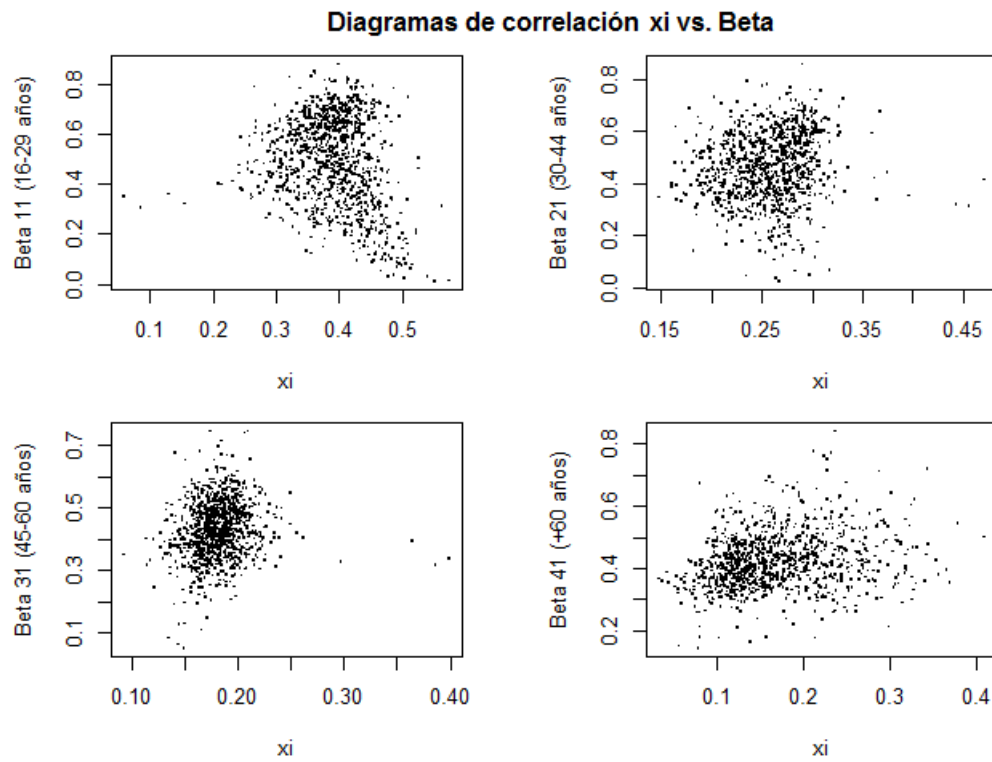 Diagramas de correlación xi vs. Beta
Beta 11 (16-29 años)
0.0 0.2 0.4 0.6 0.8
0.1 0.2 0.3 0.4 0.5
xi
Beta 21 (30-44 años)
0.0 0.2 0.4 0.6 0.8
0.15 0.25 0.35 0.45
xi
Beta 31 (45-60 años)
0.1 0.3 0.5 0.7
0.10 0.20 0.30 0.40
xi
Beta 41 (+60 años)
0.2 0.4 0.6 0.8
0.1 0.2 0.3 0.4
xi